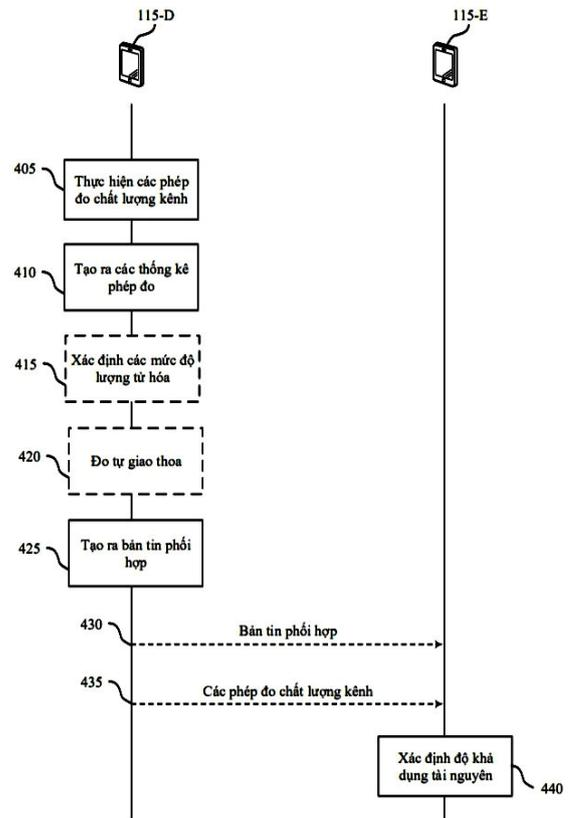 115-D
115-E
405
Thực hiện các phép
đo chất lượng kênh
410
Tạo ra các thống kê
phép đo
415
Xác định các mức độ
lượng tử hóa
420
Đo tự giao thoa
425
Tạo ra bản tin phối
hợp
430
Bản tin phối hợp
435
Các phép đo chất lượng kênh
Xác định độ khả
dụng tài nguyên
440